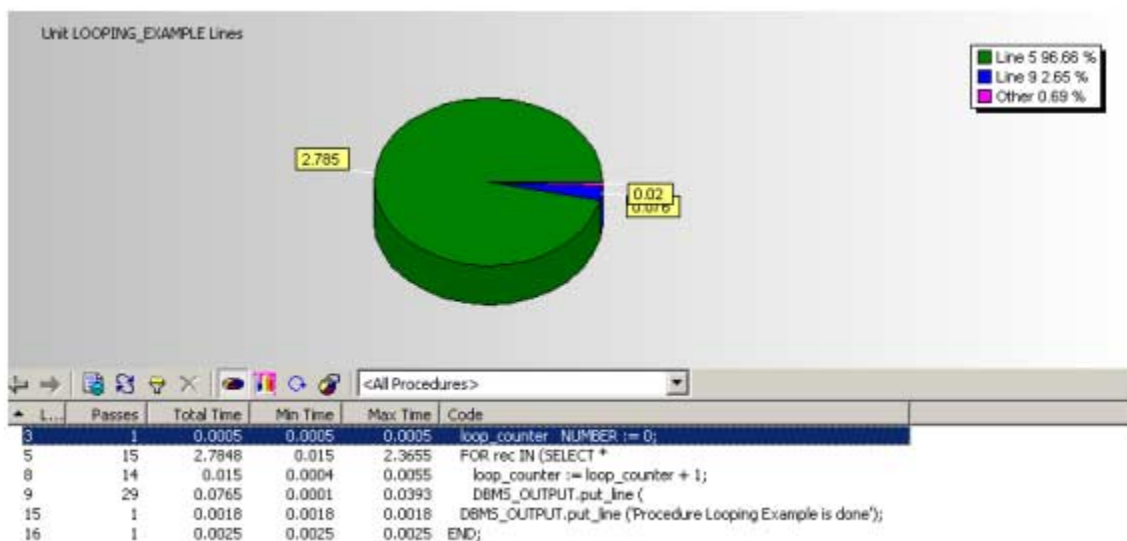 Unit LOOPING_EXAMPLE Lines
Line 5 96.66 %
Line 9 2.65 %
Other 0.69 %
2.785
0.02
0.076
<All Procedures>
L... Passes Total Time Min Time Max Time Code
3 1 0.0005 0.0005 0.0005 loop_counter NUMBER := 0;
5 15 2.7848 0.015 2.3655 FOR rec IN (SELECT *
8 14 0.015 0.0004 0.0055 loop_counter := loop_counter + 1;
9 29 0.0765 0.0001 0.0393 DBMS_OUTPUT.put_line (
15 1 0.0018 0.0018 0.0018 DBMS_OUTPUT.put_line ('Procedure Looping Example is done');
16 1 0.0025 0.0025 0.0025 END;